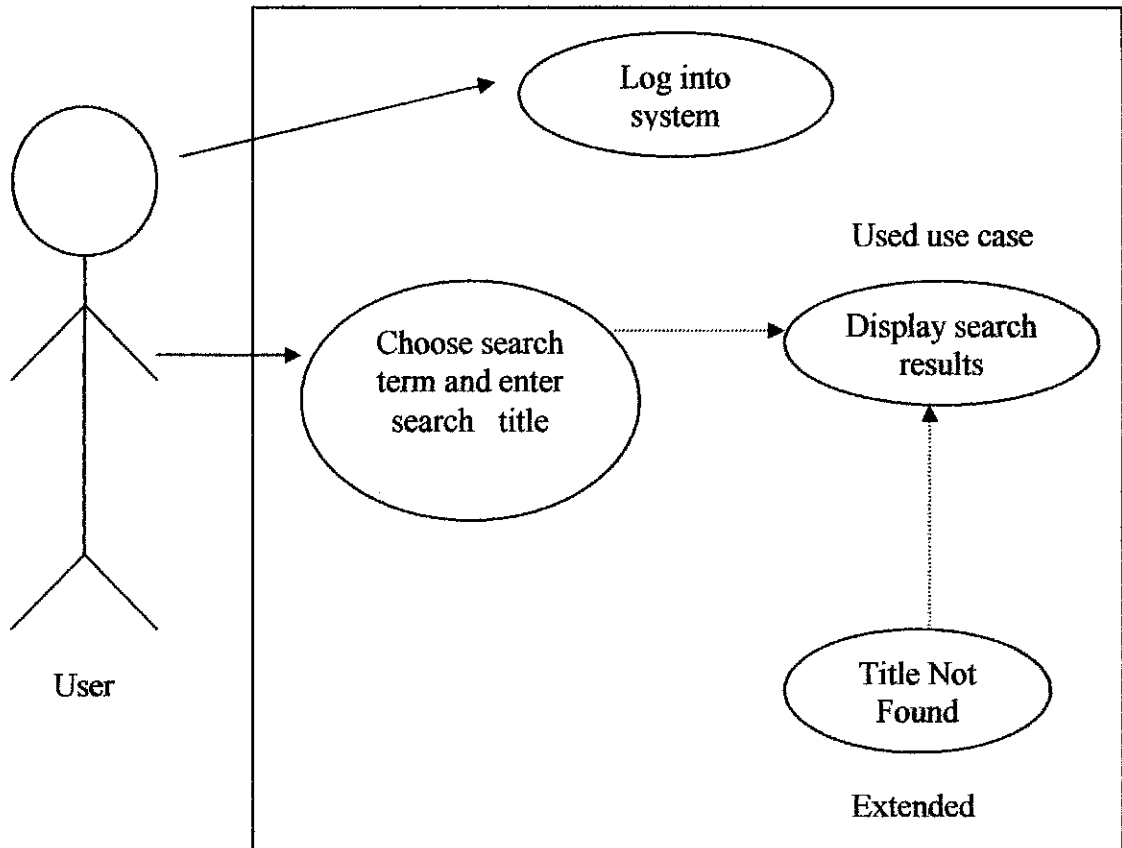 Log into
system
Used use case
Choose search
term and enter
search title
Display search
results
User
Title Not
Found
Extended